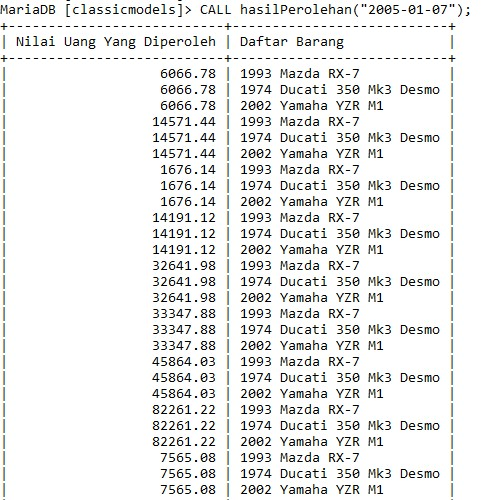 MariaDB [classicmodels]> CALL hasilPerolehan("2005-01-07");
+---------------------------+---------------------------+
| Nilai Uang Yang Diperoleh | Daftar Barang             |
+---------------------------+---------------------------+
|                   6066.78 | 1993 Mazda RX-7           |
|                   6066.78 | 1974 Ducati 350 Mk3 Desmo |
|                   6066.78 | 2002 Yamaha YZR M1        |
|                  14571.44 | 1993 Mazda RX-7           |
|                  14571.44 | 1974 Ducati 350 Mk3 Desmo |
|                  14571.44 | 2002 Yamaha YZR M1        |
|                   1676.14 | 1993 Mazda RX-7           |
|                   1676.14 | 1974 Ducati 350 Mk3 Desmo |
|                   1676.14 | 2002 Yamaha YZR M1        |
|                  14191.12 | 1993 Mazda RX-7           |
|                  14191.12 | 1974 Ducati 350 Mk3 Desmo |
|                  14191.12 | 2002 Yamaha YZR M1        |
|                  32641.98 | 1993 Mazda RX-7           |
|                  32641.98 | 1974 Ducati 350 Mk3 Desmo |
|                  32641.98 | 2002 Yamaha YZR M1        |
|                  33347.88 | 1993 Mazda RX-7           |
|                  33347.88 | 1974 Ducati 350 Mk3 Desmo |
|                  33347.88 | 2002 Yamaha YZR M1        |
|                  45864.03 | 1993 Mazda RX-7           |
|                  45864.03 | 1974 Ducati 350 Mk3 Desmo |
|                  45864.03 | 2002 Yamaha YZR M1        |
|                  82261.22 | 1993 Mazda RX-7           |
|                  82261.22 | 1974 Ducati 350 Mk3 Desmo |
|                  82261.22 | 2002 Yamaha YZR M1        |
|                   7565.08 | 1993 Mazda RX-7           |
|                   7565.08 | 1974 Ducati 350 Mk3 Desmo |
|                   7565.08 | 2002 Yamaha YZR M1        |